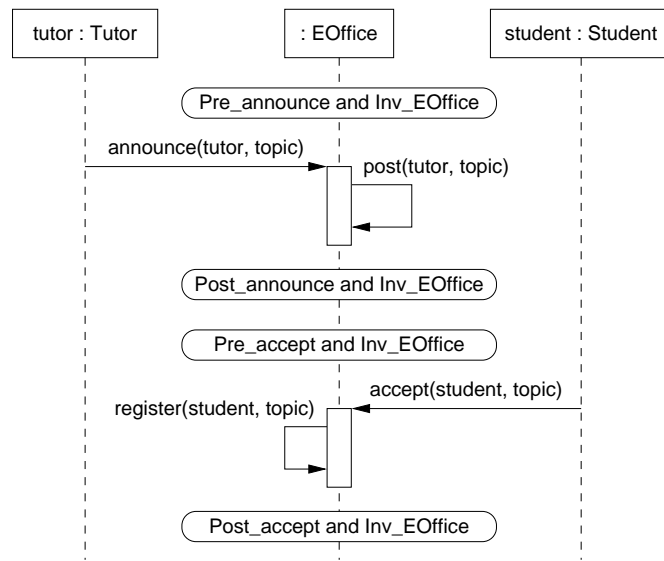 tutor : Tutor
: EOffice
student : Student
Pre_announce and Inv_EOffice
announce(tutor, topic)
post(tutor, topic)
Post_announce and Inv_EOffice
Pre_accept and Inv_EOffice
accept(student, topic)
register(student, topic)
Post_accept and Inv_EOffice